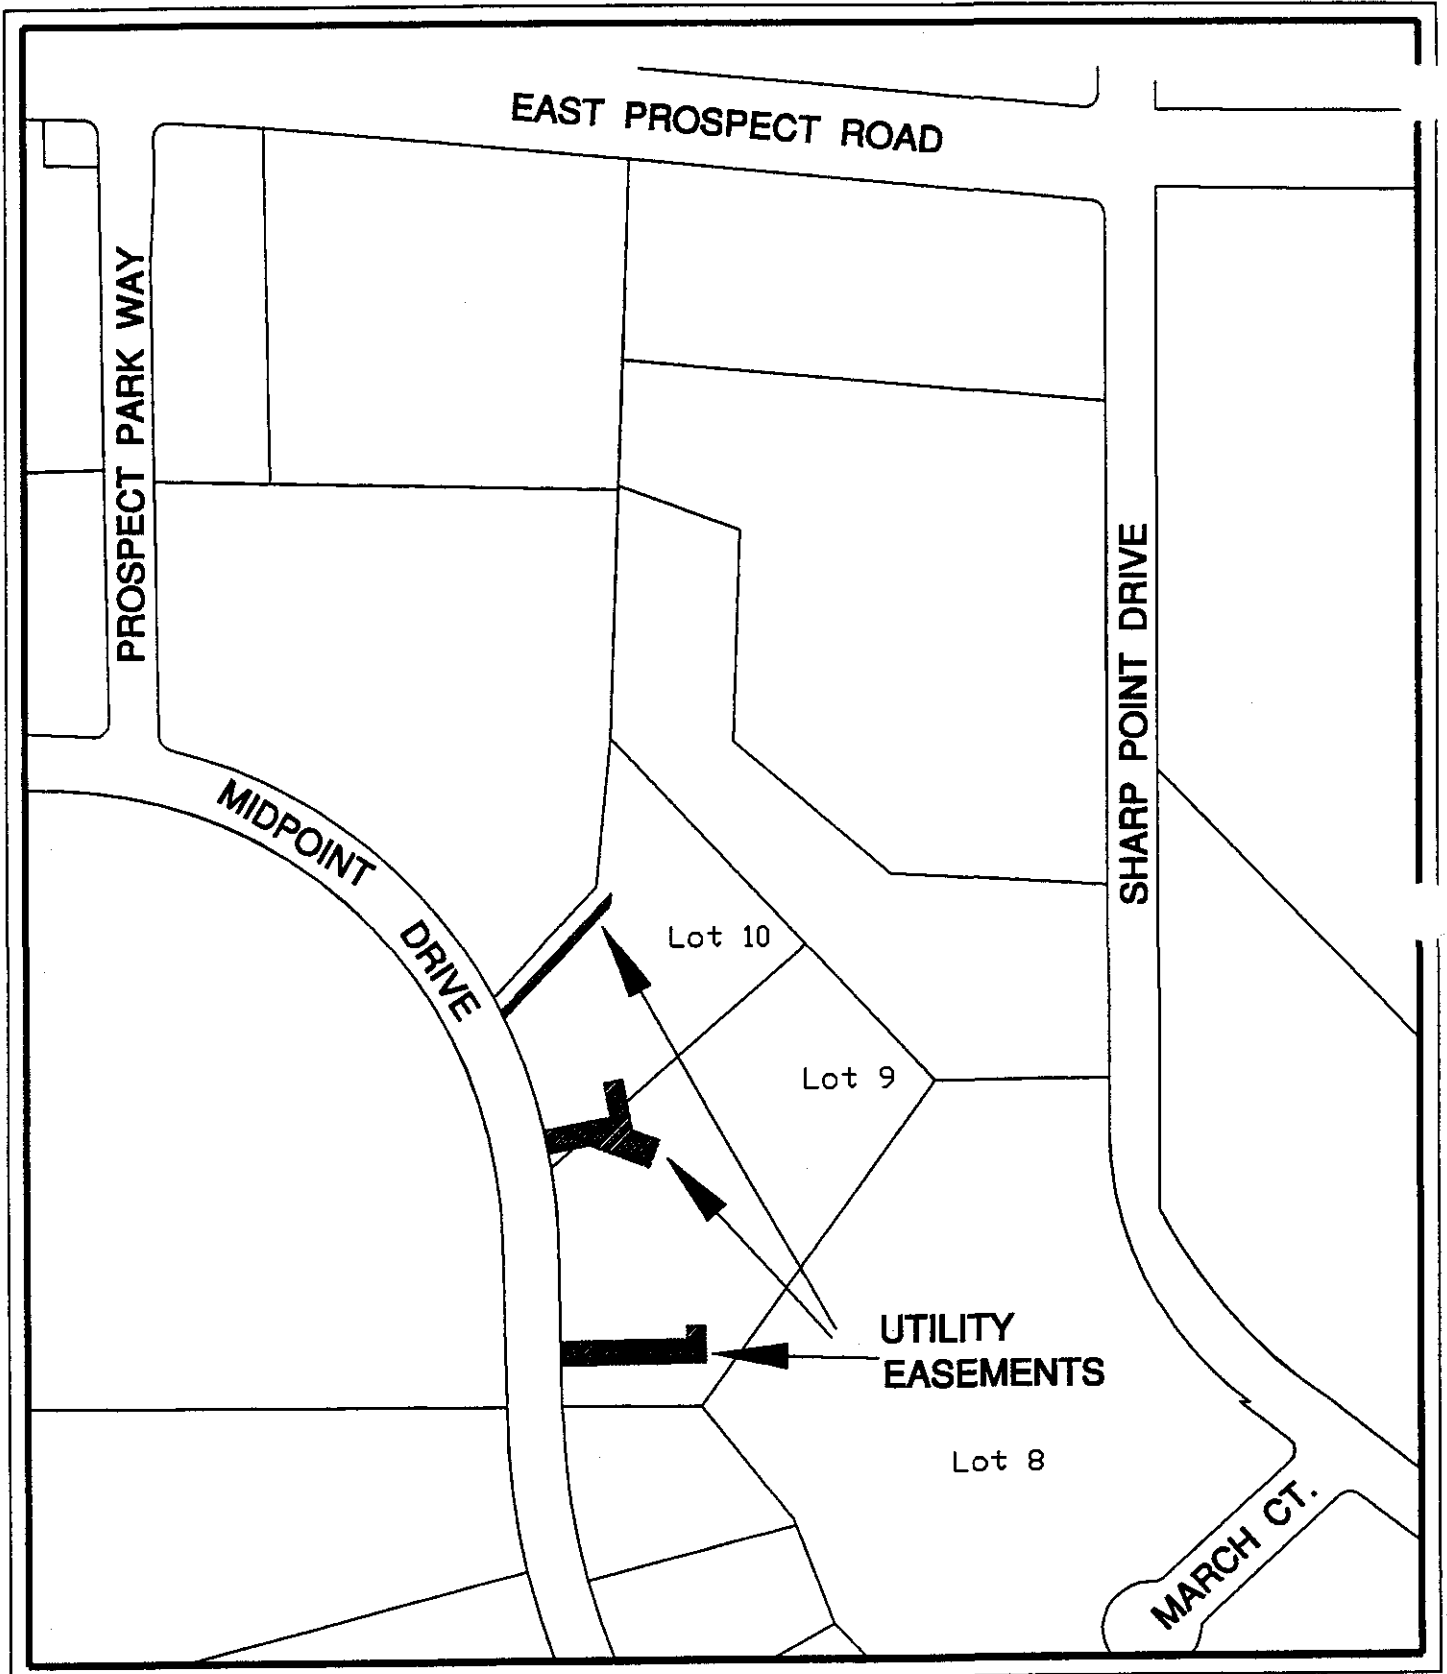 EAST PROSPECT ROAD
PROSPECT PARK WAY
SHARP POINT DRIVE
MIDPOINT DRIVE
Lot 10
Lot 9
UTILITY
EASEMENTS
Lot 8
MARCH CT.